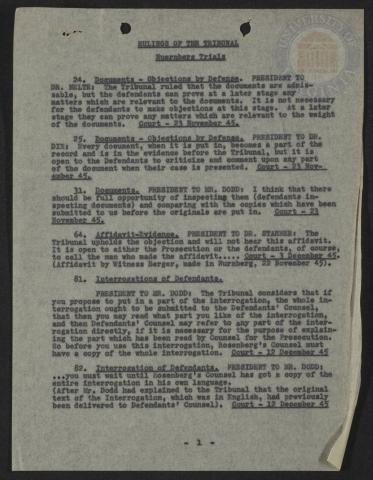 RULINGS OF THE TRIBUNAL
Nuernberg Trials
24. Documents - Objections by Defense. PRESIDENT TO
DR. NELTE: The Tribunal ruled that the documents are admis-
sable, but the defendants can prove at a later stage any
matters which are relevant to the documents. It is not necessary
for the defendants to make objections at this stage. At a later
stage they can prove any matters which are relevant to the weight
of the documents. Court - 23 November 45.
25. Documents - Objections by Defense. PRESIDENT TO DR.
DIX: Every document, when it is put in, becomes a part of the
record and is in the evidence before the Tribunal, but it is
open to the Defendants to criticize and comment upon any part
of the document when their case is presented. Court - 23 Nov-
ember 45.
31. Documents. PRESIDENT TO MR. DODD: I think that there
should be full opportunity of inspecting them (defendants in-
specting documents) and comparing with the copies which have been
submitted to us before the originals are put in. Court - 23
November 45.
64. Affidavit-Evidence. PRESIDENT TO DR. STAHMER: The
Tribunal upholds the objection and will not hear this affidavit.
It is open to either the Prosecution or the defendants, of course,
to call the man who made the affidavit..... Court - 3 December 45.
(Affidavit by Witness Berger, made in Nurnberg, 22 November 45).
81. Interrogations of Defendants.
PRESIDENT TO MR. DODD: The Tribunal considers that if
you propose to put in a part of the interrogation, the whole in-
terrogation ought to be submitted to the Defendants' Counsel,
that then you may read what part you like of the interrogation,
and then Defendants' Counsel may refer to any part of the inter-
rogation directly, if it is necessary for the purpose of explain-
ing the part which has been read by Counsel for the Prosecution.
So before you use this interrogation, Rosenberg's Counsel must
have a copy of the whole interrogation. Court - 12 December 45
82. Interrogation of Defendants. PRESIDENT TO MR. DODD:
...you must wait until Rosenberg's Counsel has got a copy of the
entire interrogation in his own language.
(After Mr. Dodd had explained to the Tribunal that the original
text of the Interrogation, which was in English, had previously
been delivered to Defendants' Counsel). Court - 12 December 45
- 1 -